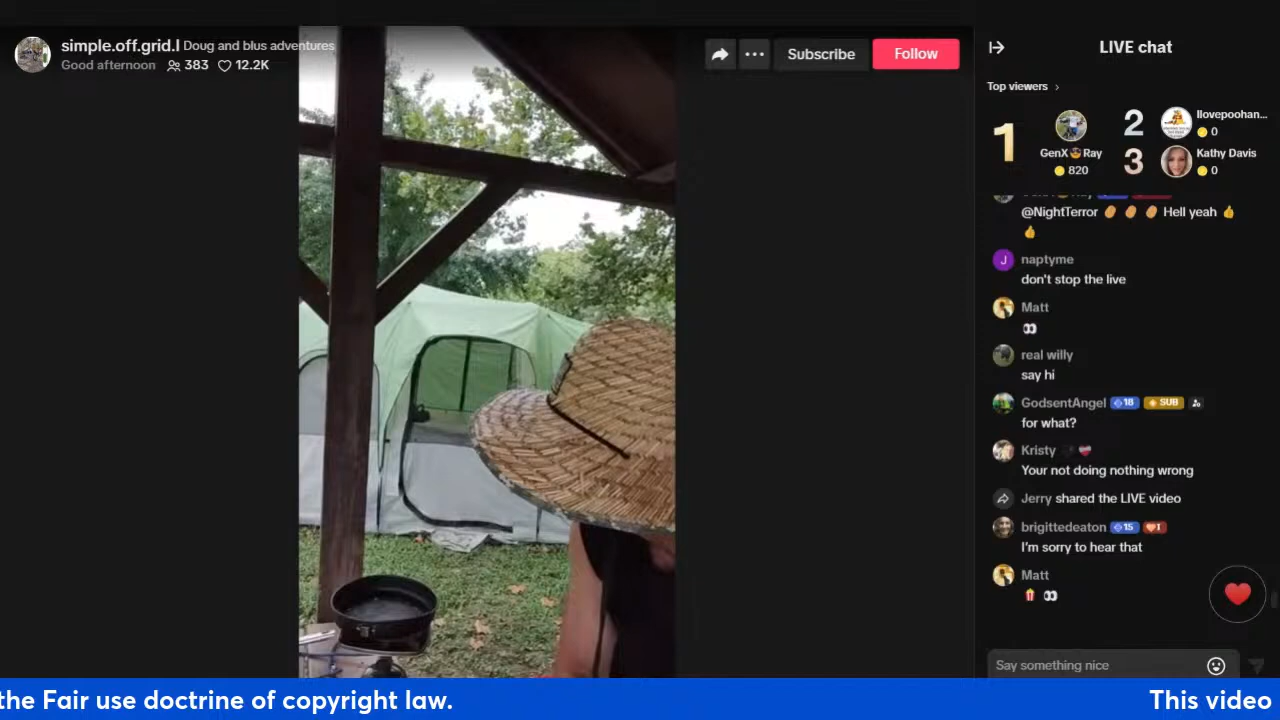 simple.off.grid.l Doug and blus adventures
Good afternoon 383 12.2K
Subscribe
Follow
LIVE chat
Top viewers >
1
GenX Ray
820
2
Ilovepoohan...
0
3
Kathy Davis
0
@NightTerror Hell yeah
J naptyme
don't stop the live
Matt
real willy
say hi
GodsentAngel 18 SUB
for what?
Kristy
Your not doing nothing wrong
Jerry shared the LIVE video
brigittedeaton 15 I
I'm sorry to hear that
Matt
Say something nice
the Fair use doctrine of copyright law. This video